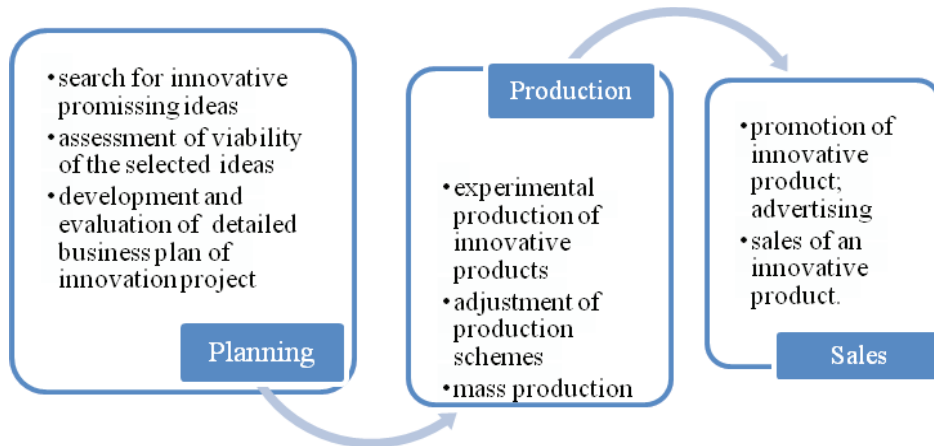 • search for innovative
promissing ideas
• assessment of viability
of the selected ideas
• development and
evaluation of detailed
business plan of
innovation project
Planning
Production
• experimental
production of
innovative
products
• adjustment of
production
schemes
• mass production
• promotion of
innovative
product;
advertising
• sales of an
innovative
product.
Sales